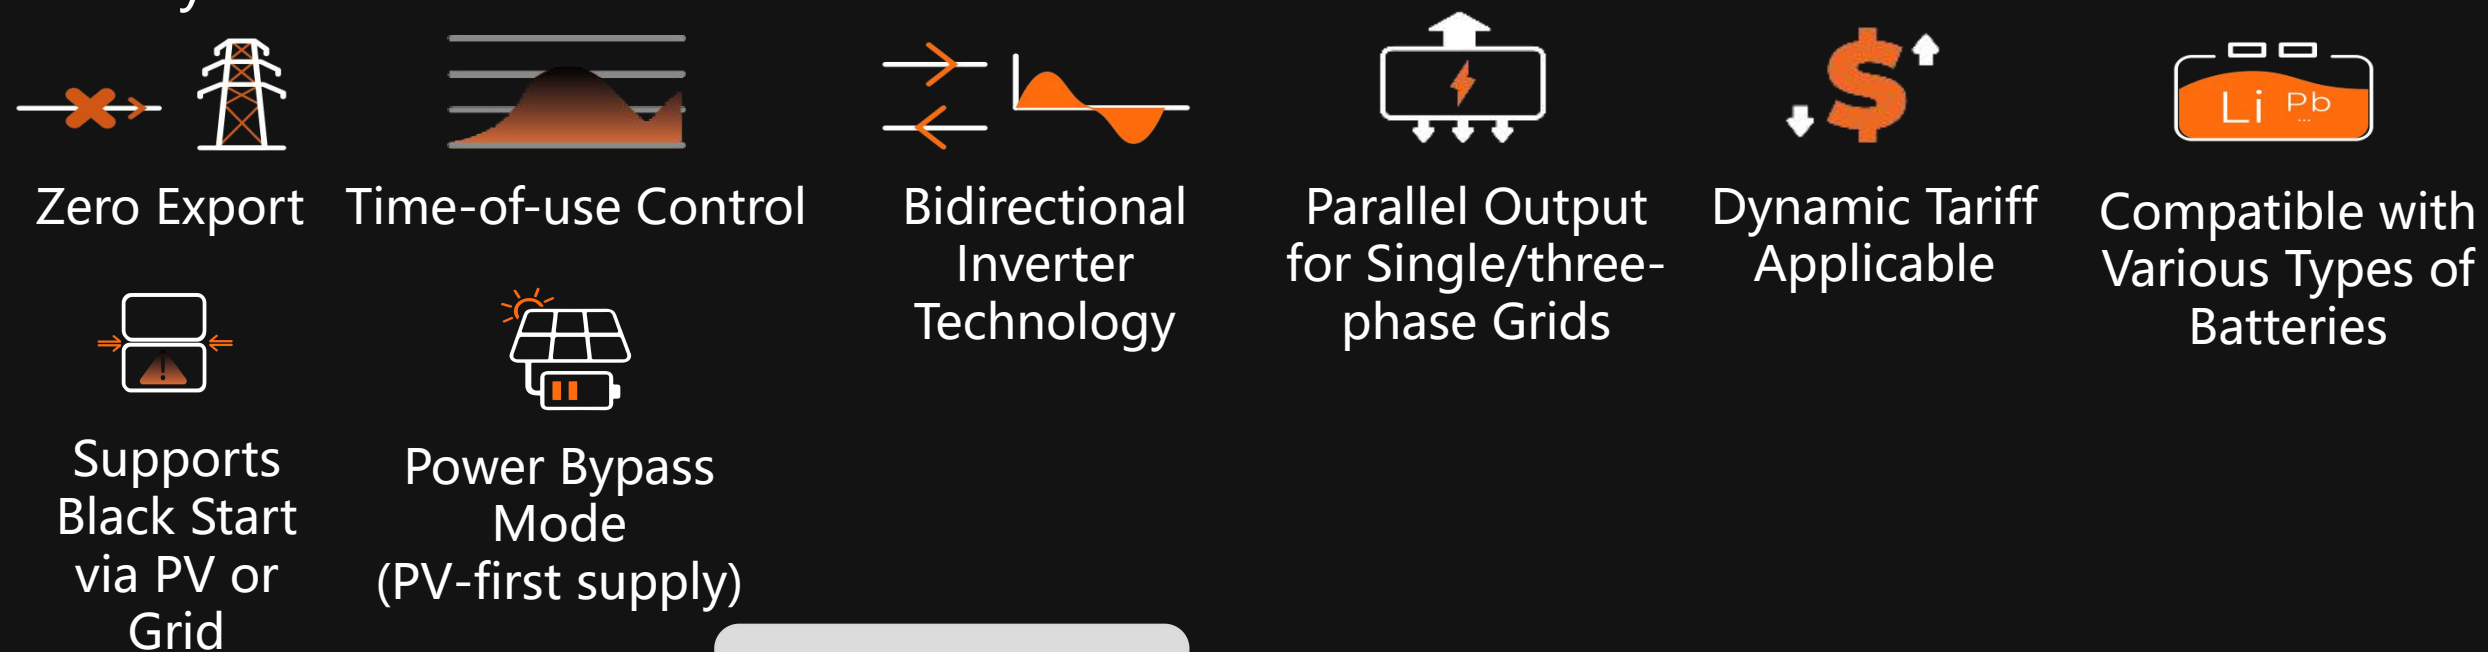 Zero Export
Time-of-use Control
Bidirectional
Inverter
Technology
Parallel Output
for Single/three-
phase Grids
Dynamic Tariff
Applicable
Li Pb
...
Compatible with
Various Types of
Batteries
Supports
Black Start
via PV or
Grid
Power Bypass
Mode
(PV-first supply)